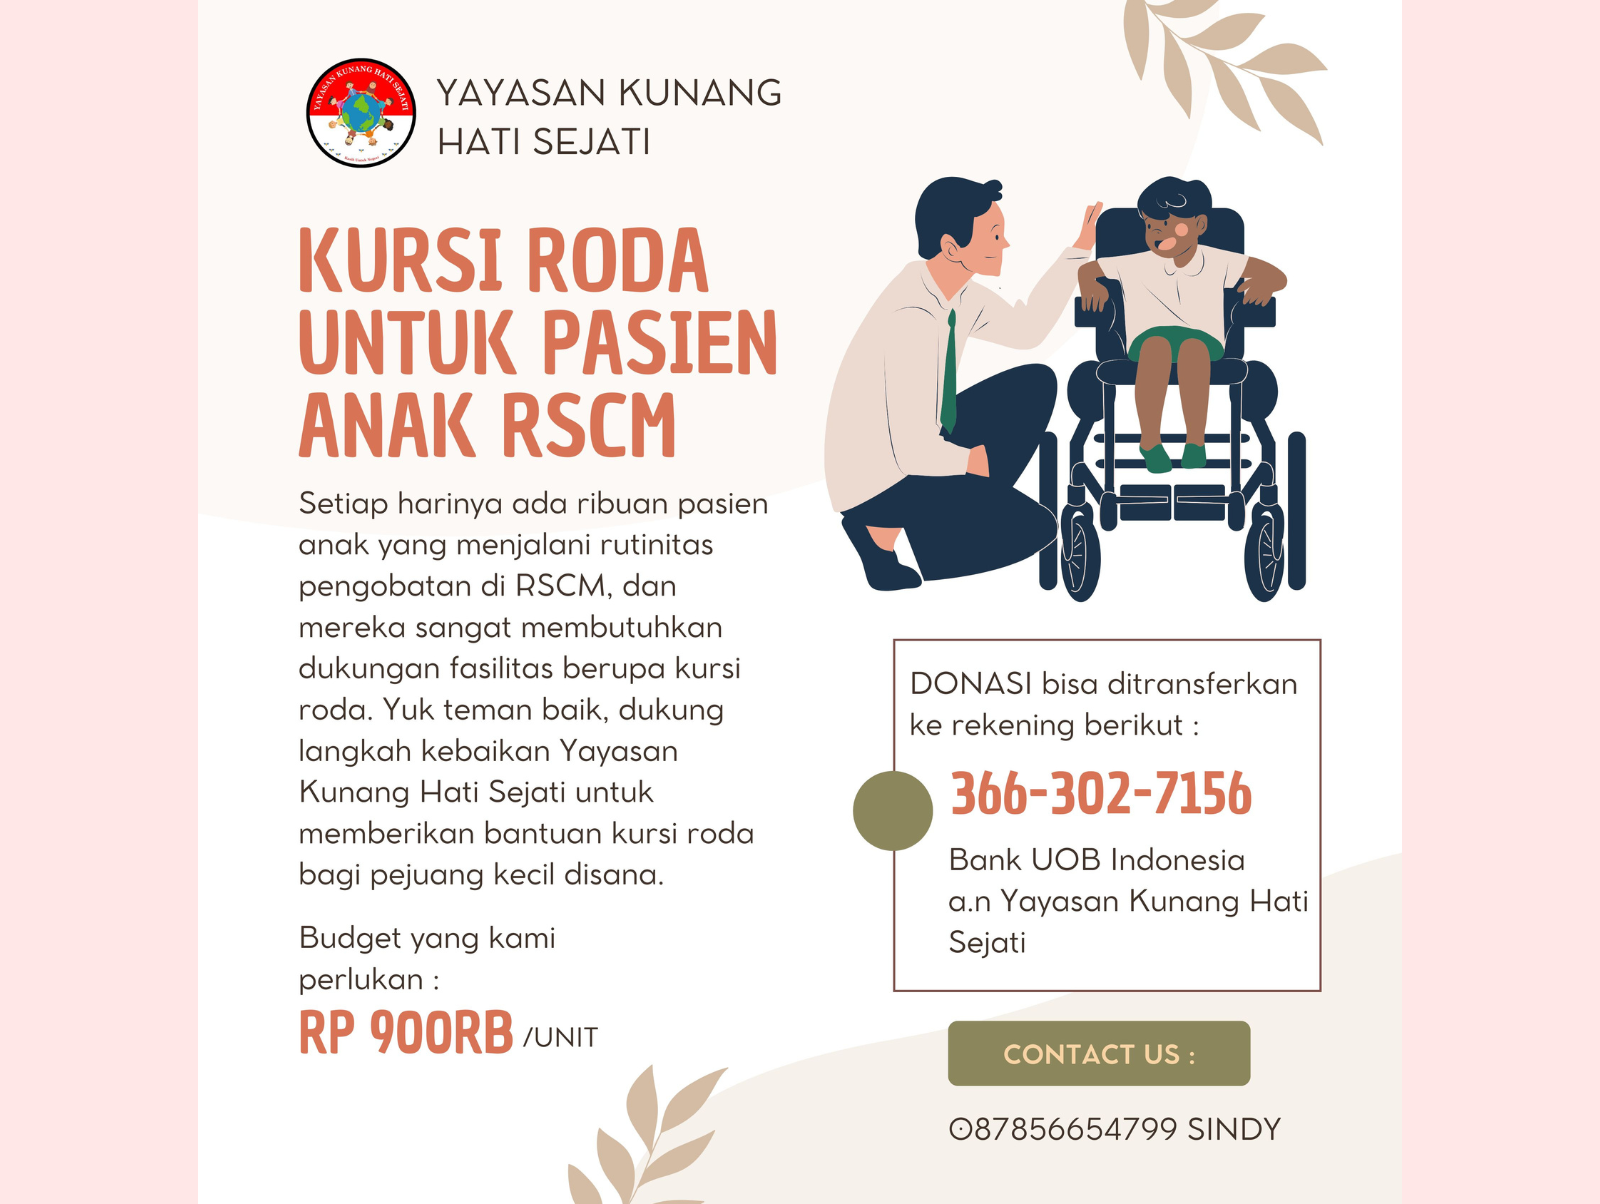 YAYASAN KUNANG HATI SEJATI
YAYASAN KUNANG
HATI SEJATI
KURSI RODA
UNTUK PASIEN
ANAK RSCM
Setiap harinya ada ribuan pasien
anak yang menjalani rutinitas
pengobatan di RSCM, dan
mereka sangat membutuhkan
dukungan fasilitas berupa kursi
roda. Yuk teman baik, dukung
langkah kebaikan Yayasan
Kunang Hati Sejati untuk
memberikan bantuan kursi roda
bagi pejuang kecil disana.
Budget yang kami
perlukan :
RP 900RB /UNIT
DONASI bisa ditransferkan
ke rekening berikut :
366-302-7156
Bank UOB Indonesia
a.n Yayasan Kunang Hati
Sejati
CONTACT US :
087856654799 SINDY